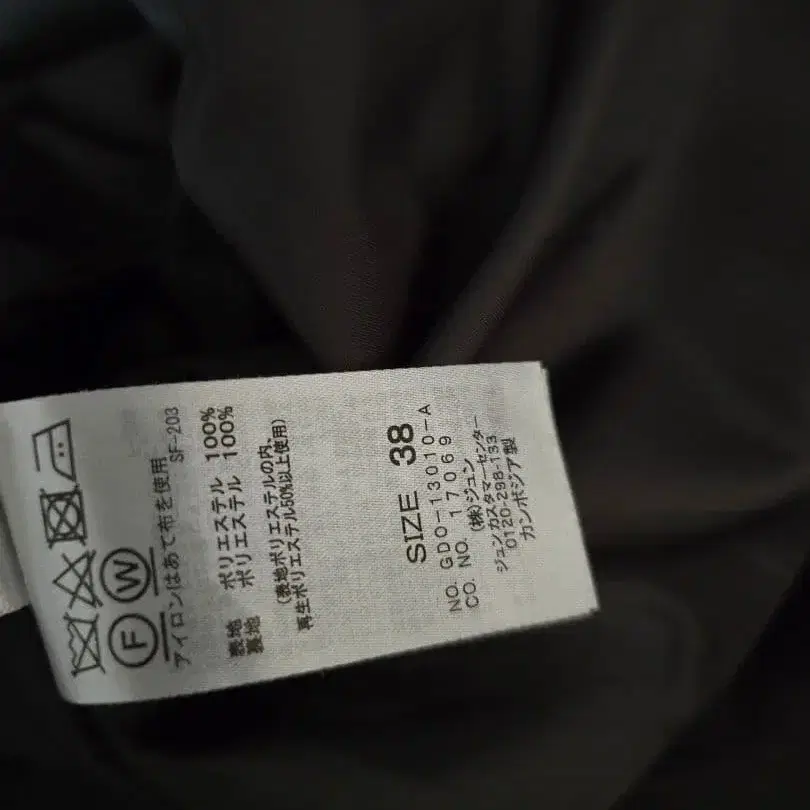 F W
アイロンはあて布を使用
SF-203
表地 ポリエステル 100%
裏地 ポリエステル 100%
(表地ポリエステルの内、
再生ポリエステル50%以上使用)
SIZE 38
NO. GDO-13010-A
CO. NO. 17069
(株)ジュン
ジュンカスタマーセンター
0120-298-133
カンボジア製